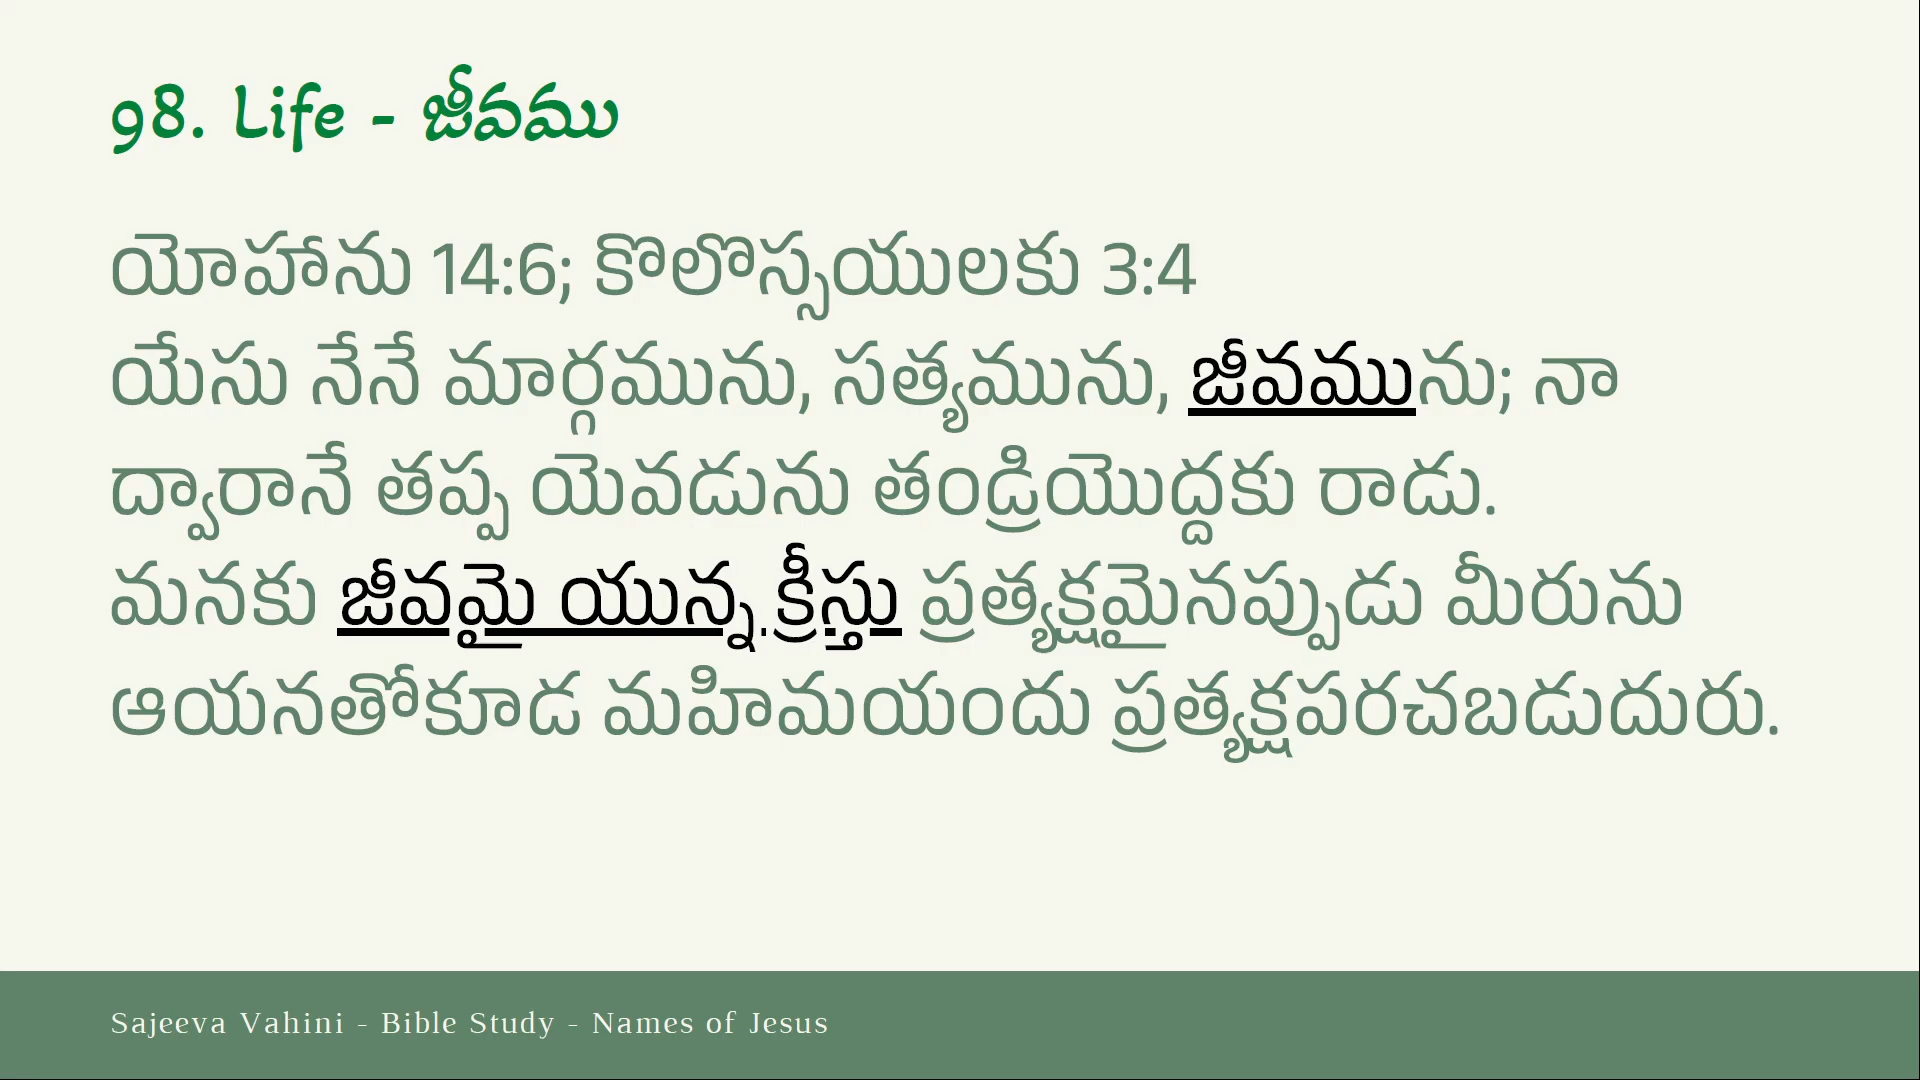 98. Life - జీవము
యోహాను 14:6; కొలొస్సయులకు 3:4
యేసు నేనే మార్గమును, సత్యమును, జీవమును; నా
ద్వారానే తప్ప యెవడును తండ్రియొద్దకు రాడు.
మనకు జీవమై యున్న క్రీస్తు ప్రత్యక్షమైనప్పుడు మీరును
ఆయనతోకూడ మహిమయందు ప్రత్యక్షపరచబడుదురు.
Sajeeva Vahini - Bible Study - Names of Jesus